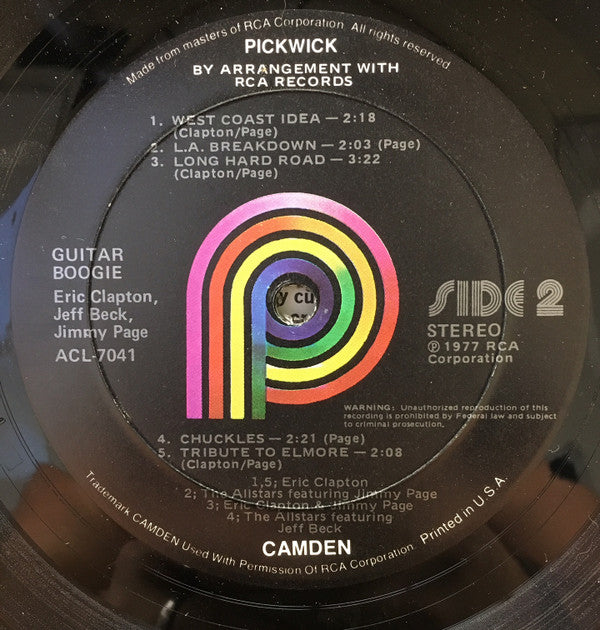 Made from masters of RCA Corporation. All rights reserved
PICKWICK
BY ARRANGEMENT WITH
RCA RECORDS
1. WEST COAST IDEA — 2:18
(Clapton/Page)
2. L.A. BREAKDOWN — 2:03 (Page)
3. LONG HARD ROAD — 3:22
(Clapton/Page)
GUITAR
BOOGIE
Eric Clapton,
Jeff Beck,
Jimmy Page
ACL-7041
y cu
SIDE 2
STEREO
℗ 1977 RCA
Corporation
WARNING: Unauthorized reproduction of this
recording is prohibited by Federal law and subject
to criminal prosecution.
4. CHUCKLES — 2:21 (Page)
5. TRIBUTE TO ELMORE — 2:08
(Clapton/Page)
1,5; Eric Clapton
2; The Allstars featuring Jimmy Page
3; Eric Clapton & Jimmy Page
4; The Allstars featuring
Jeff Beck
CAMDEN
Trademark CAMDEN Used With Permission Of RCA Corporation. Printed in U.S.A.